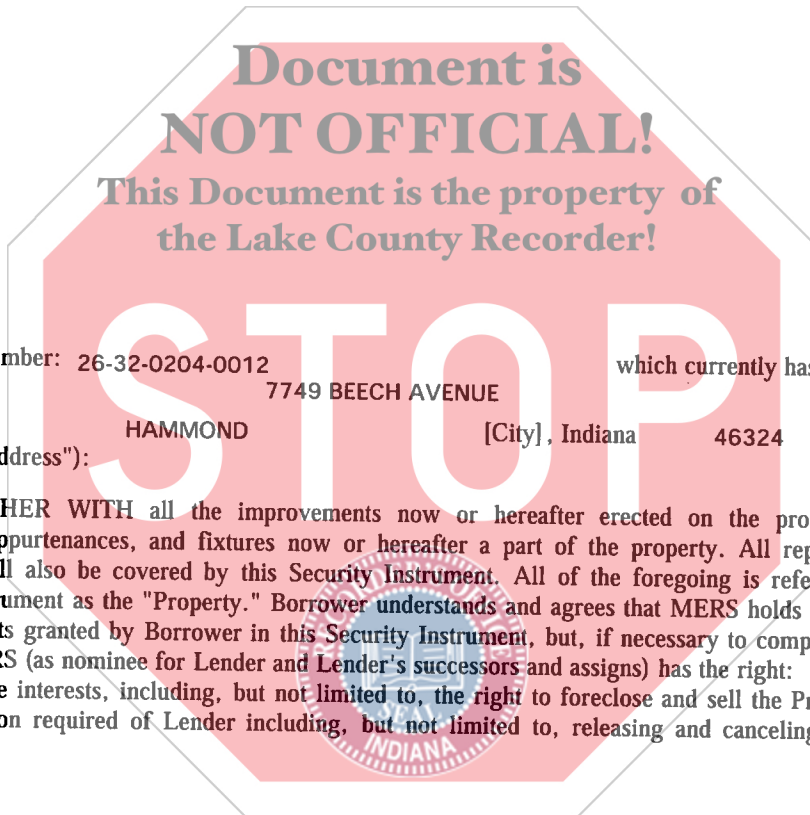 Document is
NOT OFFICIAL!
This Document is the property of
the Lake County Recorder!
STOP
mber: 26-32-0204-0012 which currently has
7749 BEECH AVENUE
HAMMOND [City] , Indiana 46324
ddress"):
HER WITH all the improvements now or hereafter erected on the pro
ppurtenances, and fixtures now or hereafter a part of the property. All rep
ll also be covered by this Security Instrument. All of the foregoing is refe
ument as the "Property." Borrower understands and agrees that MERS holds
ts granted by Borrower in this Security Instrument, but, if necessary to comp
RS (as nominee for Lender and Lender's successors and assigns) has the right:
e interests, including, but not limited to, the right to foreclose and sell the Pr
on required of Lender including, but not limited to, releasing and canceling
SEAL
INDIANA